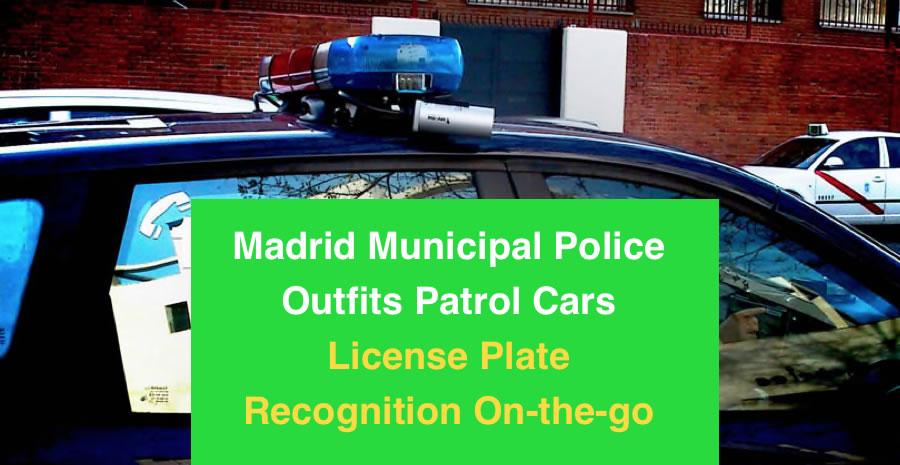 Madrid Municipal Police
Outfits Patrol Cars
License Plate
Recognition On-the-go